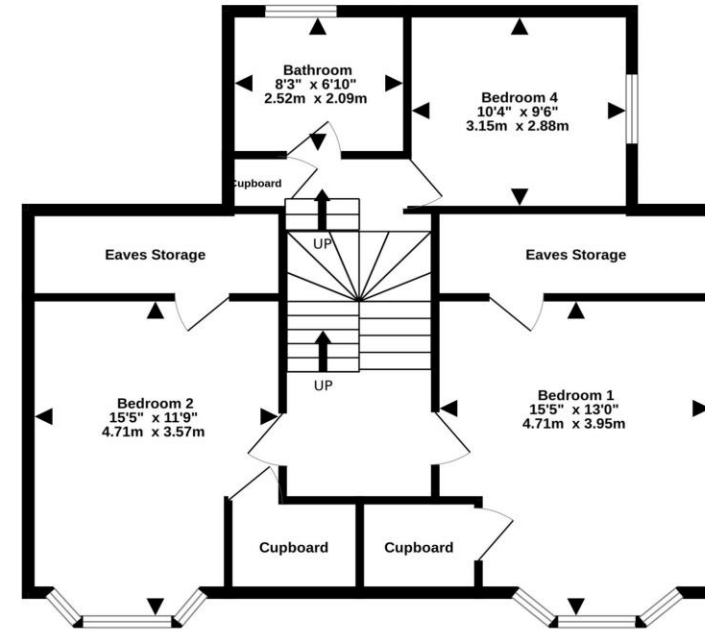 Bathroom
8'3" x 6'10"
2.52m x 2.09m
Bedroom 4
10'4" x 9'6"
3.15m x 2.88m
Cupboard
UP
Eaves Storage
Eaves Storage
UP
Bedroom 2
15'5" x 11'9"
4.71m x 3.57m
Bedroom 1
15'5" x 13'0"
4.71m x 3.95m
Cupboard
Cupboard